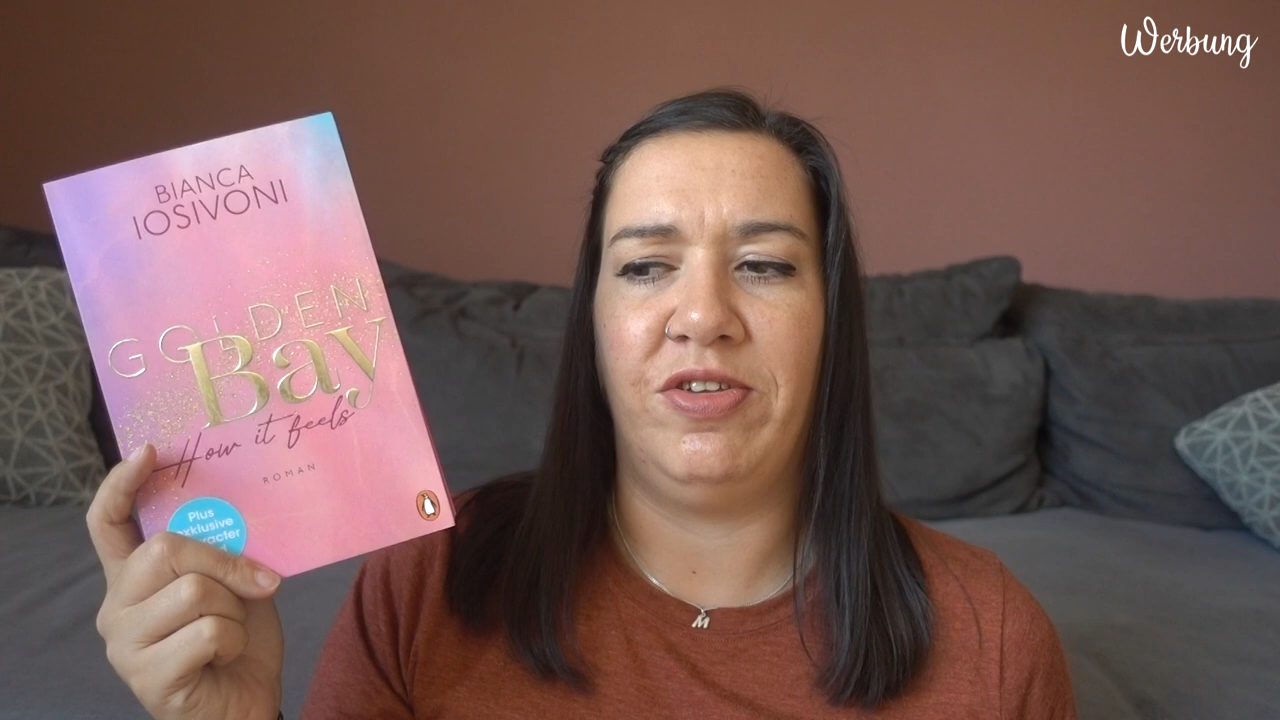 Werbung
BIANCA
IOSIVONI
GOLDEN
Bay
How it feels
ROMAN
Plus
M